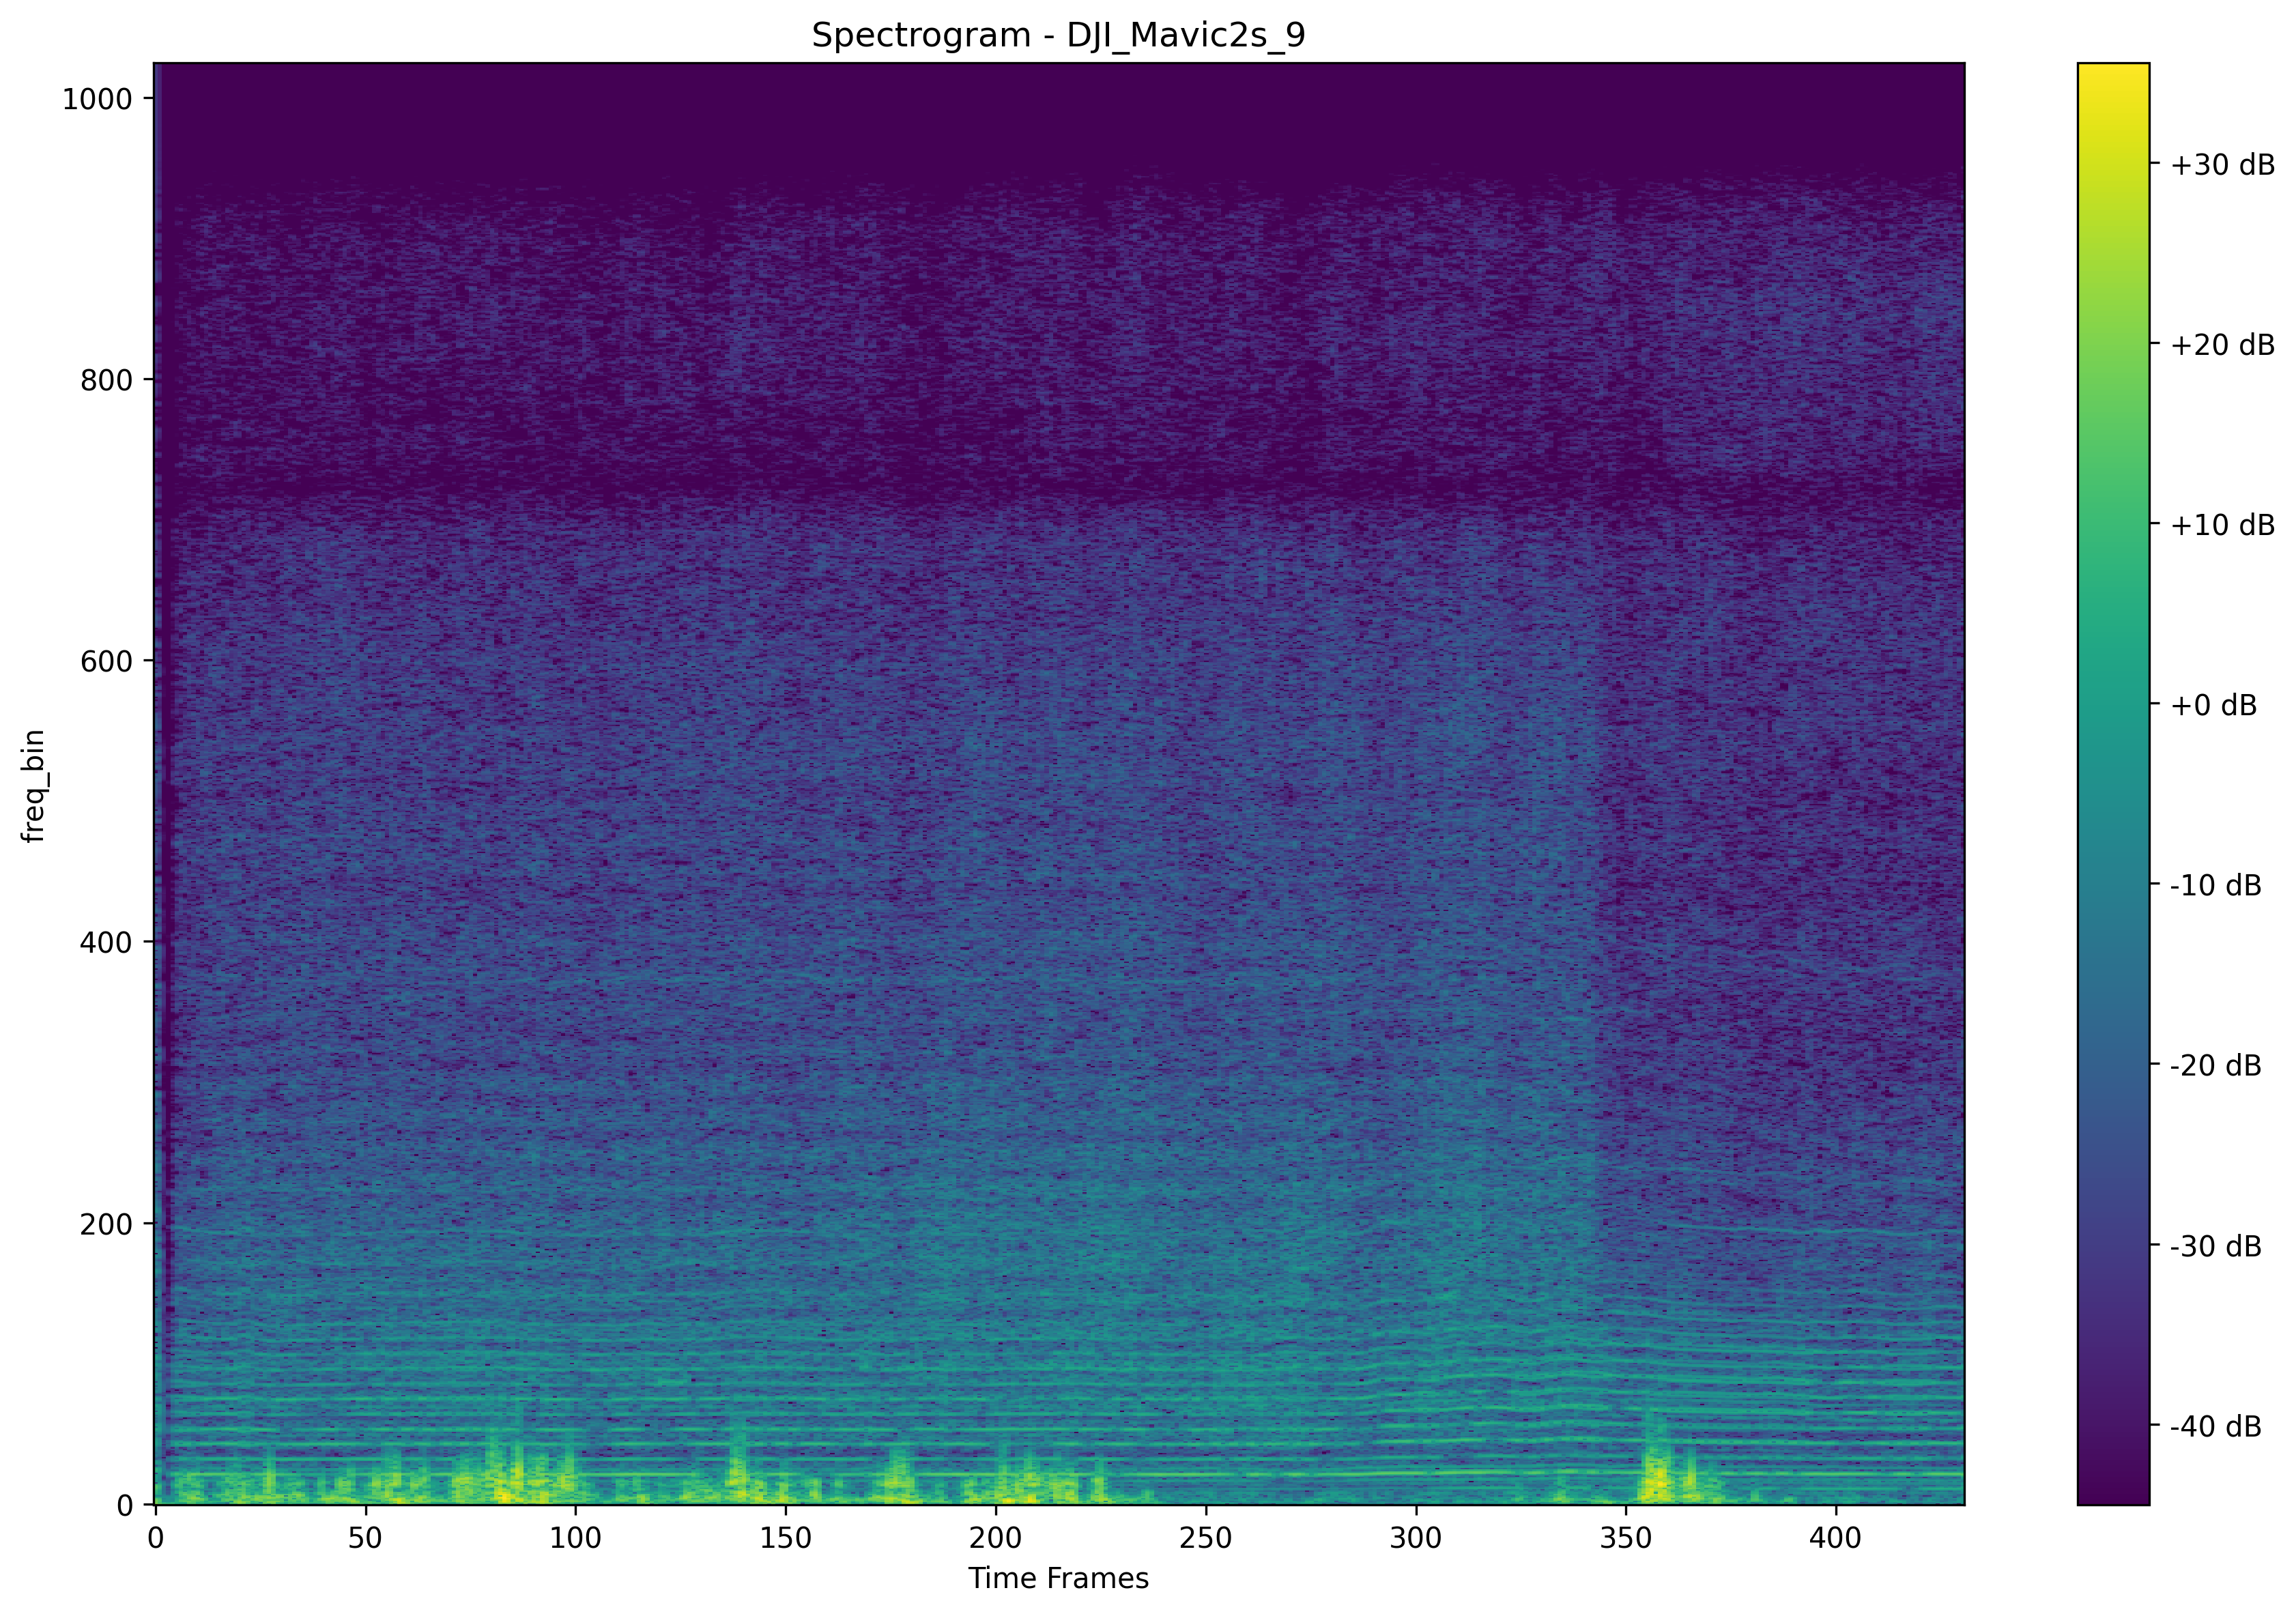 Spectrogram - DJI_Mavic2s_9
1000
800
600
400
200
0
freq_bin
0 50 100 150 200 250 300 350 400
Time Frames
+30 dB
+20 dB
+10 dB
+0 dB
-10 dB
-20 dB
-30 dB
-40 dB